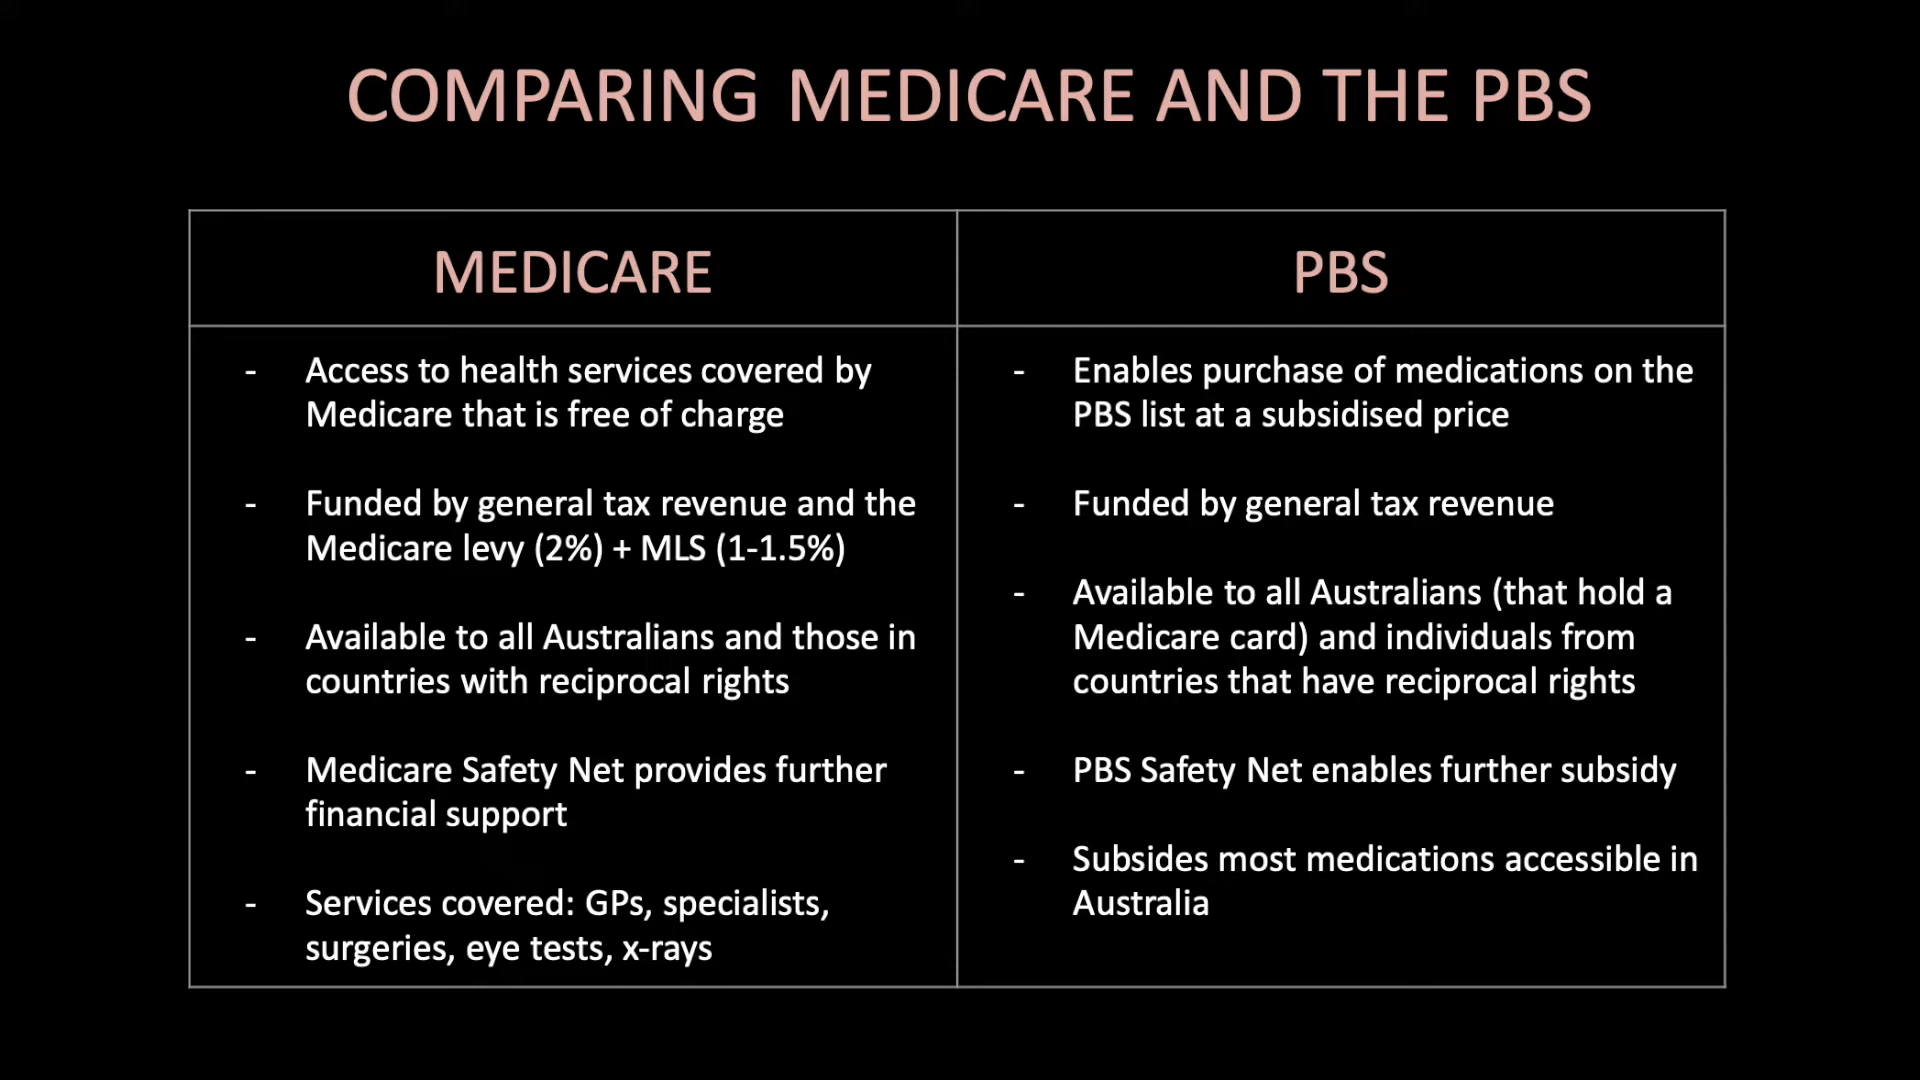 COMPARING MEDICARE AND THE PBS
MEDICARE
- Access to health services covered by
Medicare that is free of charge
- Funded by general tax revenue and the
Medicare levy (2%) + MLS (1-1.5%)
- Available to all Australians and those in
countries with reciprocal rights
- Medicare Safety Net provides further
financial support
- Services covered: GPs, specialists,
surgeries, eye tests, x-rays
PBS
- Enables purchase of medications on the
PBS list at a subsidised price
- Funded by general tax revenue
- Available to all Australians (that hold a
Medicare card) and individuals from
countries that have reciprocal rights
- PBS Safety Net enables further subsidy
- Subsides most medications accessible in
Australia